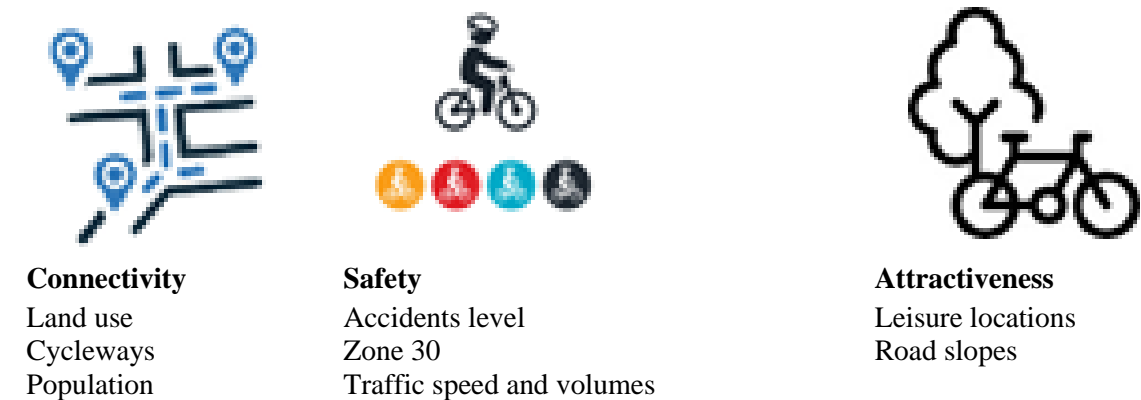 Connectivity
Land use
Cycleways
Population
Safety
Accidents level
Zone 30
Traffic speed and volumes
Attractiveness
Leisure locations
Road slopes